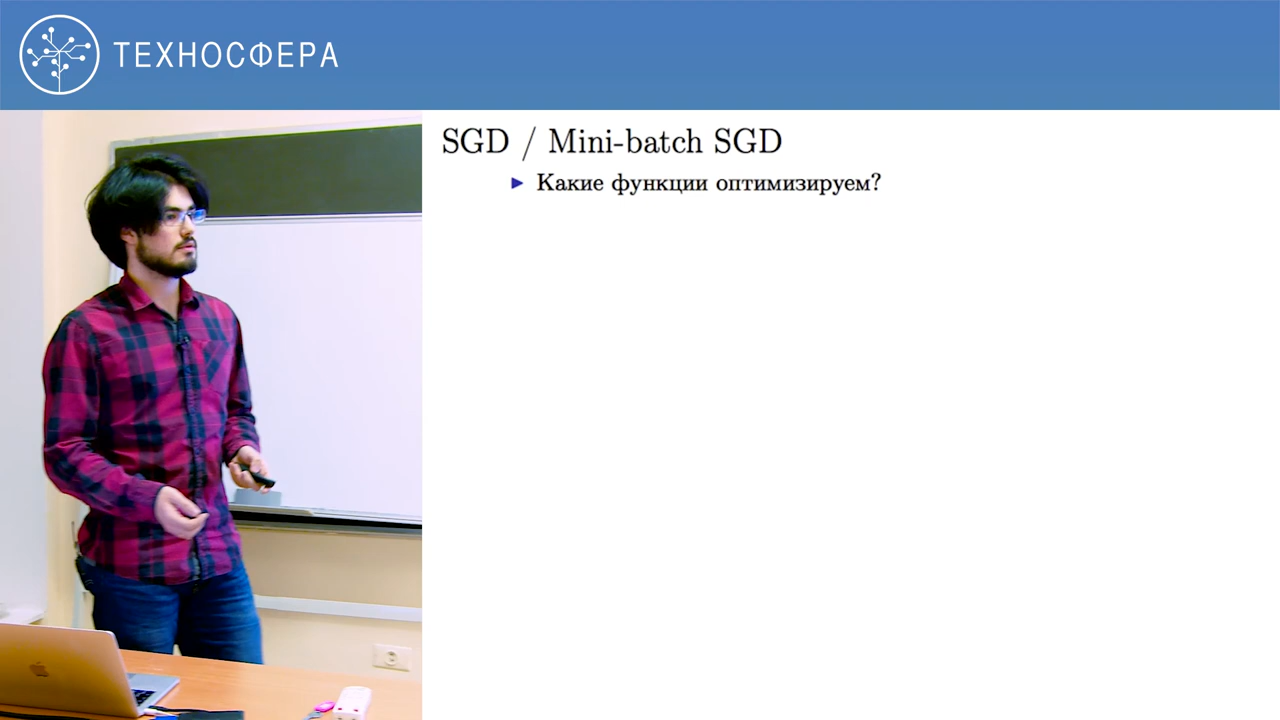 ТЕХНОСФЕРА
SGD / Mini-batch SGD
Какие функции оптимизируем?